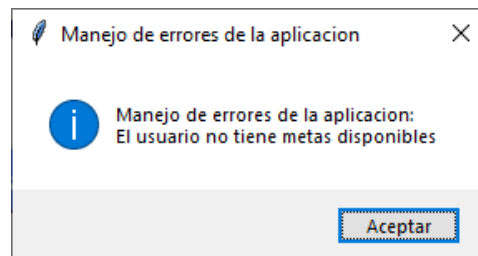 Manejo de errores de la aplicacion
Manejo de errores de la aplicacion:
El usuario no tiene metas disponibles
Aceptar